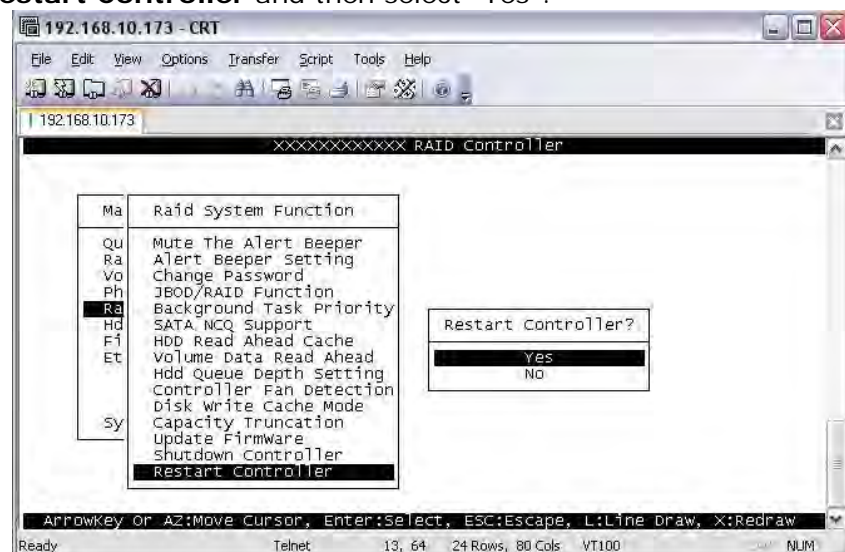 estart controller and then select "Yes".
192.168.10.173 - CRT
File Edit View Options Transfer Script Tools Help
192.168.10.173
XXXXXXXXXXXX RAID Controller
Ma
Raid System Function
Qu
Mute The Alert Beeper
Ra
Alert Beeper Setting
Vo
Change Password
Ph
JBOD/RAID Function
Ra
Background Task Priority
Hd
SATA NCQ Support
Fi
HDD Read Ahead Cache
Et
Volume Data Read Ahead
Hdd Queue Depth Setting
Controller Fan Detection
Disk Write Cache Mode
Sy
Capacity Truncation
Update Firmware
Shutdown Controller
Restart Controller
Restart Controller?
Yes
No
ArrowKey Or AZ:Move Cursor, Enter:Select, ESC:Escape, L:Line Draw, X:Redraw
Ready Telnet 13, 64 24 Rows, 80 Cols VT100 NUM